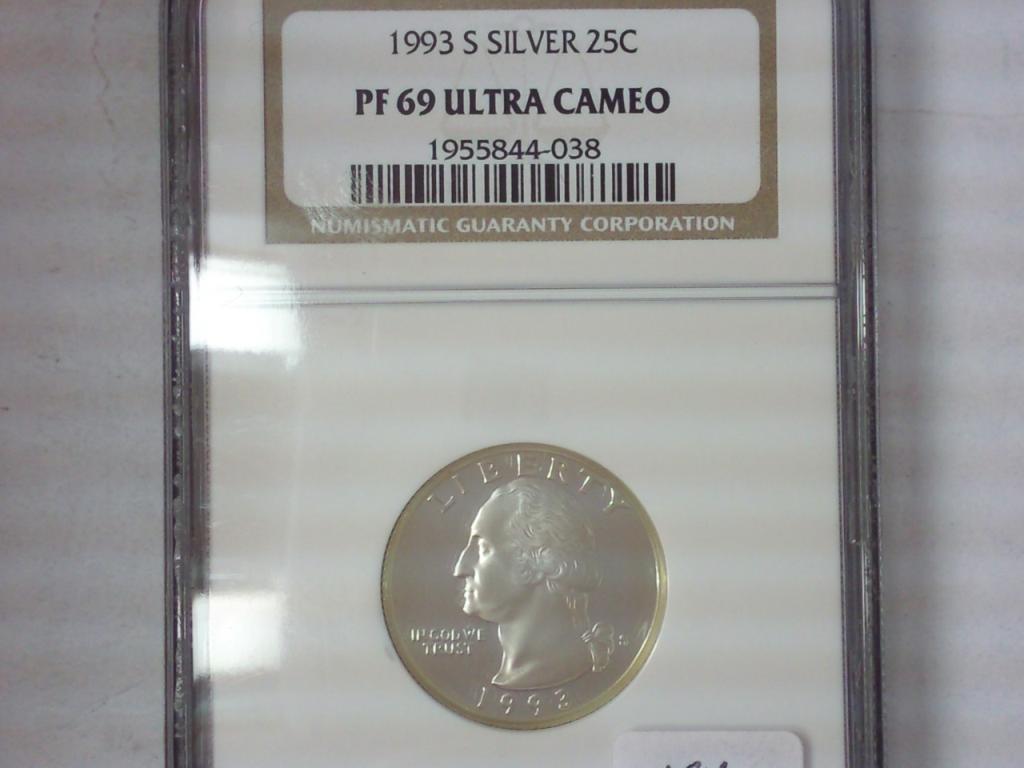 1993 S SILVER 25C
PF 69 ULTRA CAMEO
1955844-038
NUMISMATIC GUARANTY CORPORATION
LIBERTY
IN GOD WE
TRUST
S
1993